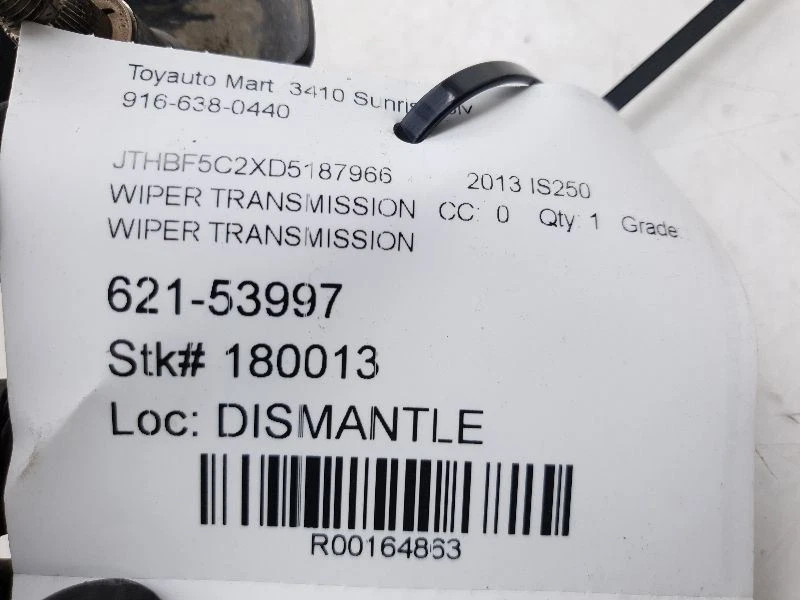 Toyauto Mart 3410
916-638-0440
JTHBF5C2XD5187966 2013 IS250
WIPER TRANSMISSION CC: 0 Qty: 1 Grade:
WIPER TRANSMISSION
621-53997
Stk# 180013
Loc: DISMANTLE
R00164863